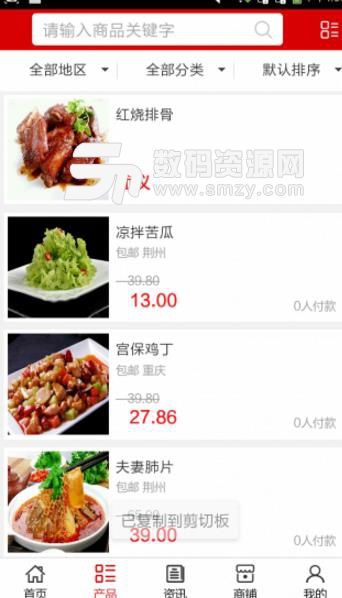 请输入商品关键字
全部地区 全部分类 默认排序
红烧排骨
议
数码资源网
www.smzy.com
凉拌苦瓜
包邮 荆州
39.80
13.00
0人付款
宫保鸡丁
包邮 重庆
39.80
27.86
0人付款
夫妻肺片
包邮 荆州
已复制到剪切板
39.00
0人付款
首页 产品 资讯 商铺 我的